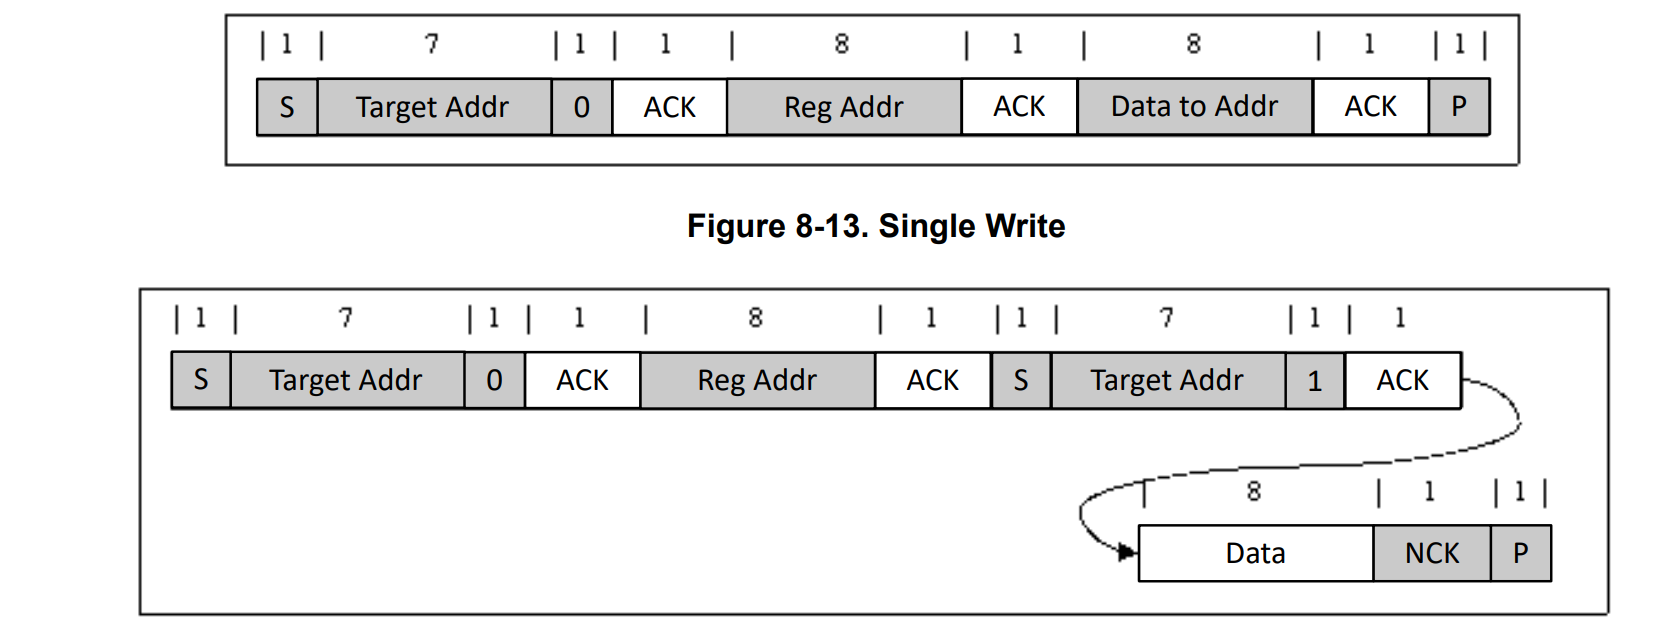 | 1 | 7 | 1 | 1 | 8 | 1 | 8 | 1 | 1 |
S Target Addr 0 ACK Reg Addr ACK Data to Addr ACK P
Figure 8-13. Single Write
| 1 | 7 | 1 | 1 | 8 | 1 | 1 | 7 | 1 | 1
S Target Addr 0 ACK Reg Addr ACK S Target Addr 1 ACK
| 8 | 1 | 1 |
Data NCK P